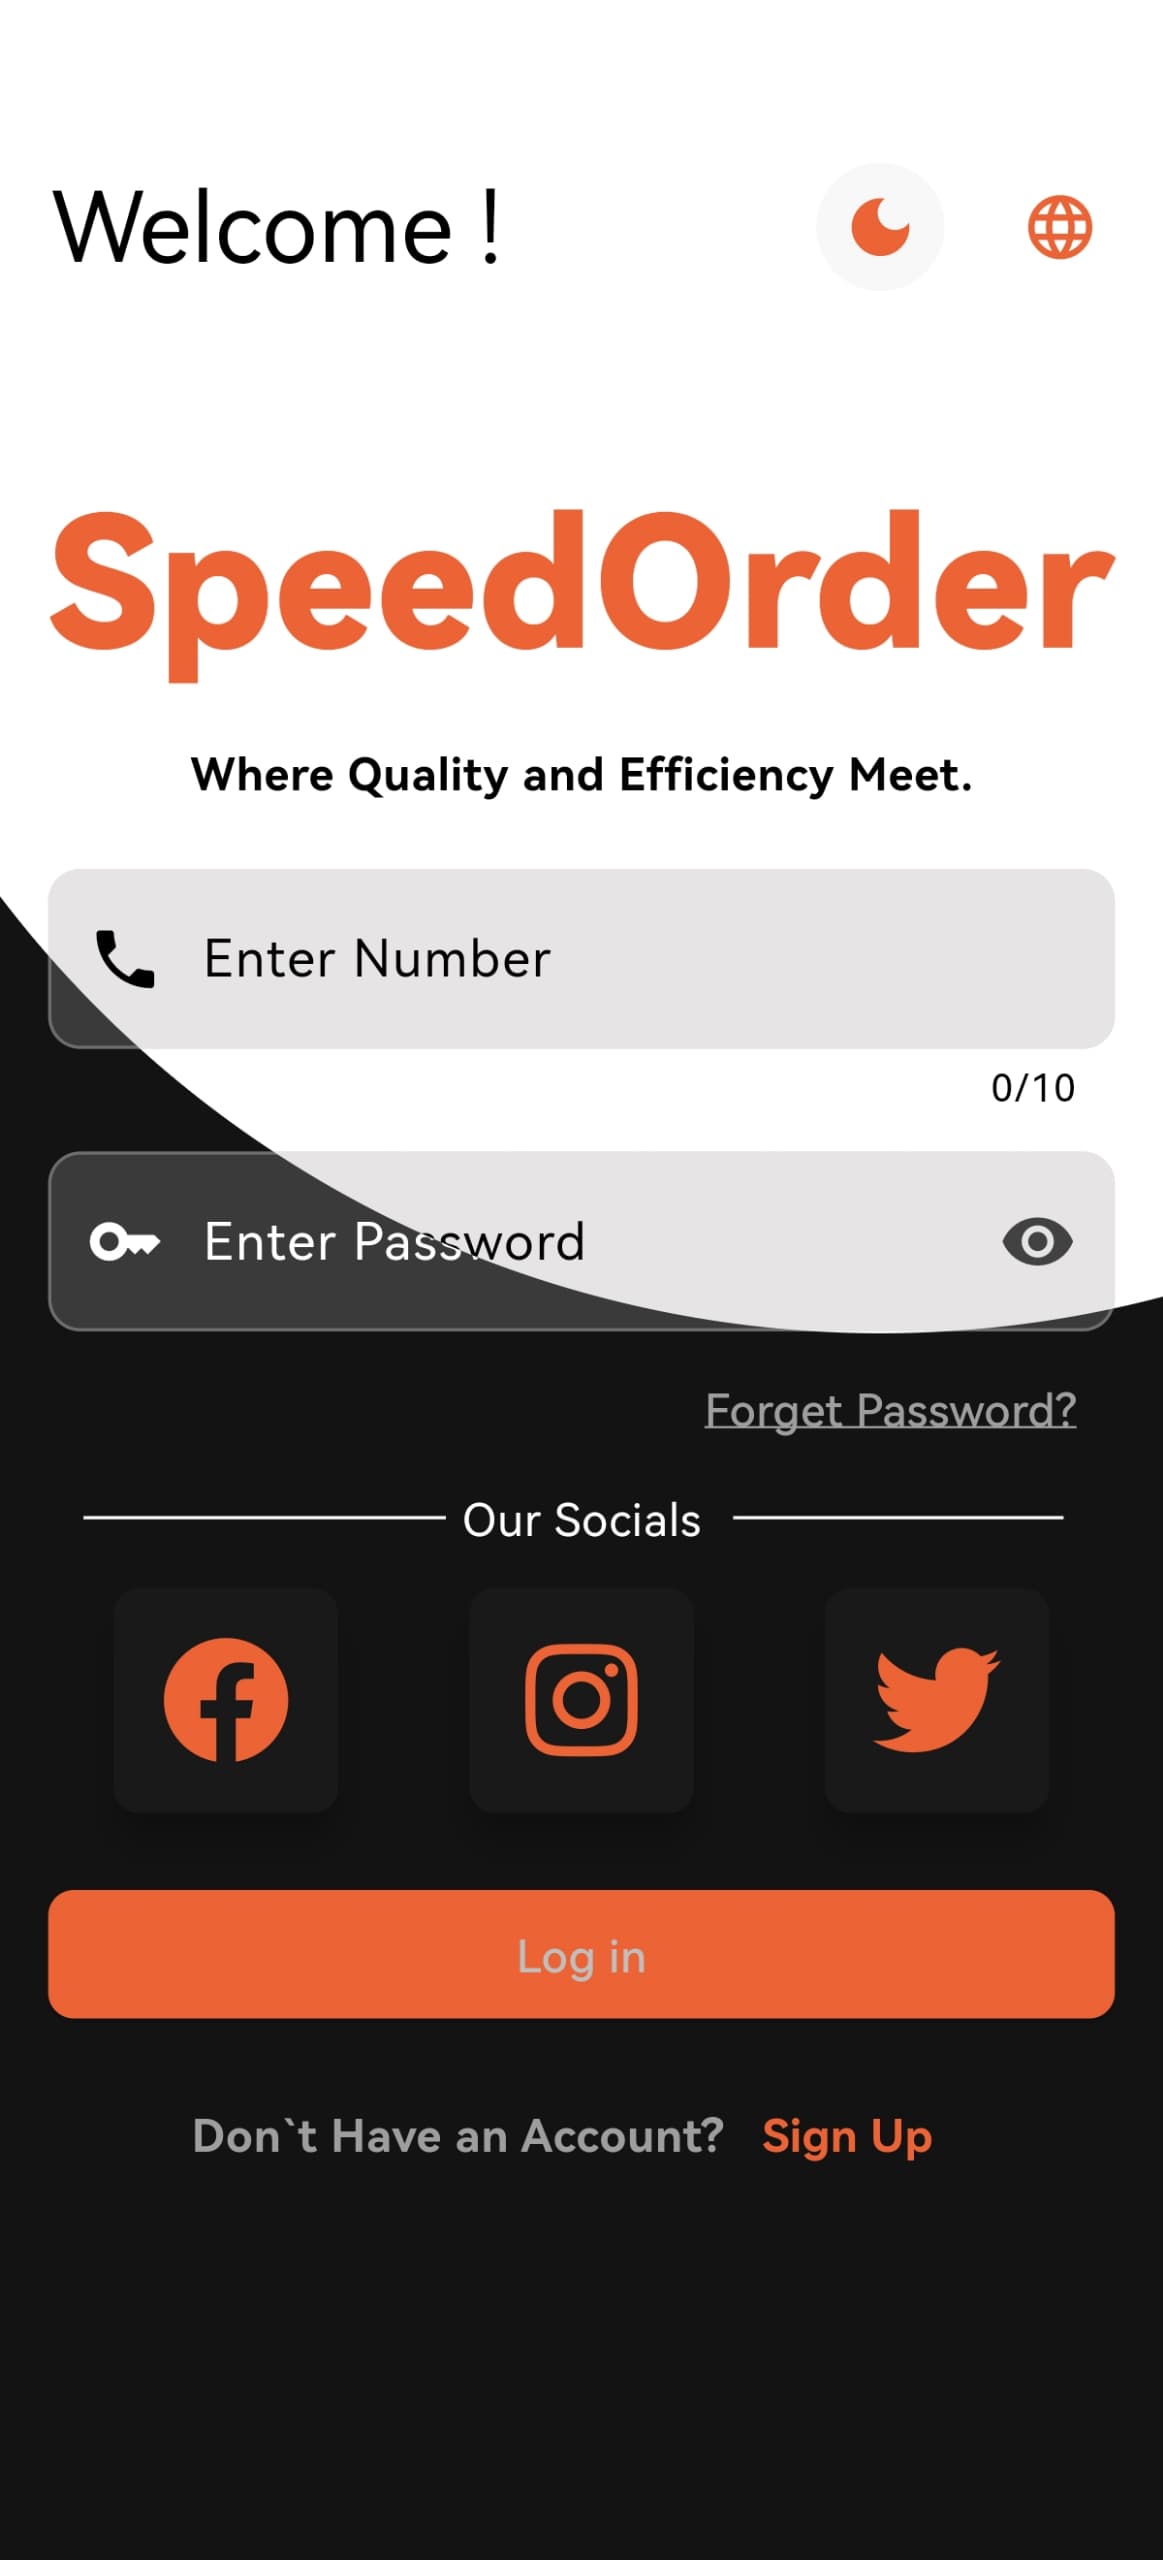 Welcome !
SpeedOrder
Where Quality and Efficiency Meet.
Enter Number
0/10
Enter Password
Forget Password?
Our Socials
Log in
Don`t Have an Account? Sign Up